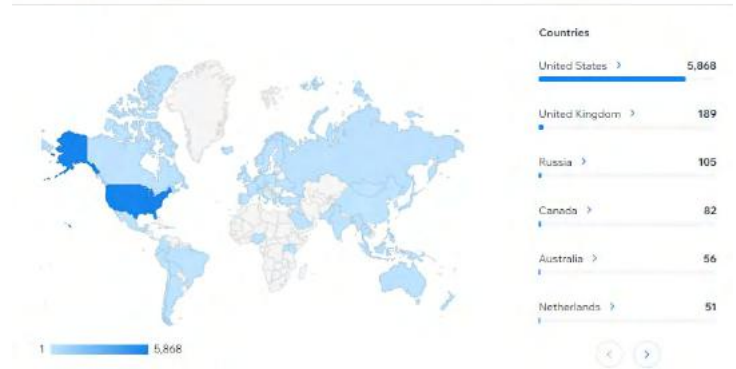 Countries
United States > 5,868
United Kingdom > 189
Russia > 105
Canada > 82
Australia > 56
Netherlands > 51
1 5,868